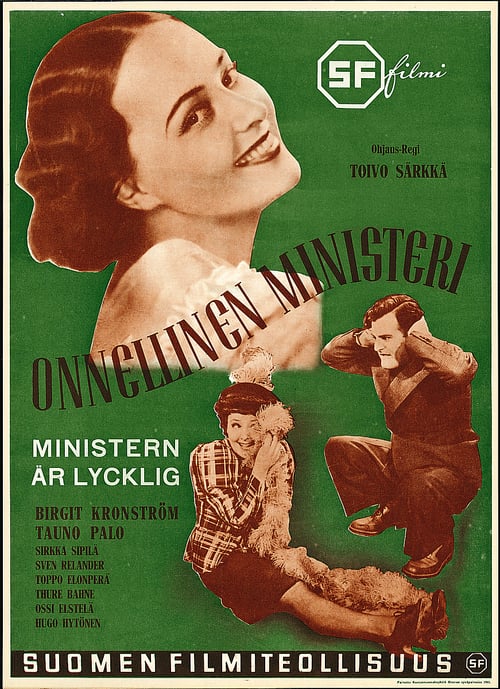 SF filmi
Ohjaus-Regi
TOIVO SÄRKKÄ
ONNELLINEN MINISTERI
MINISTERN
ÄR LYCKLIG
BIRGIT KRONSTRÖM
TAUNO PALO
SIRKKA SIPILÄ
SVEN RELANDER
TOPPO ELONPERÄ
THURE BAHNE
OSSI ELSTELÄ
HUGO HYTÖNEN
SUOMEN FILMITEOLLISUUS SF